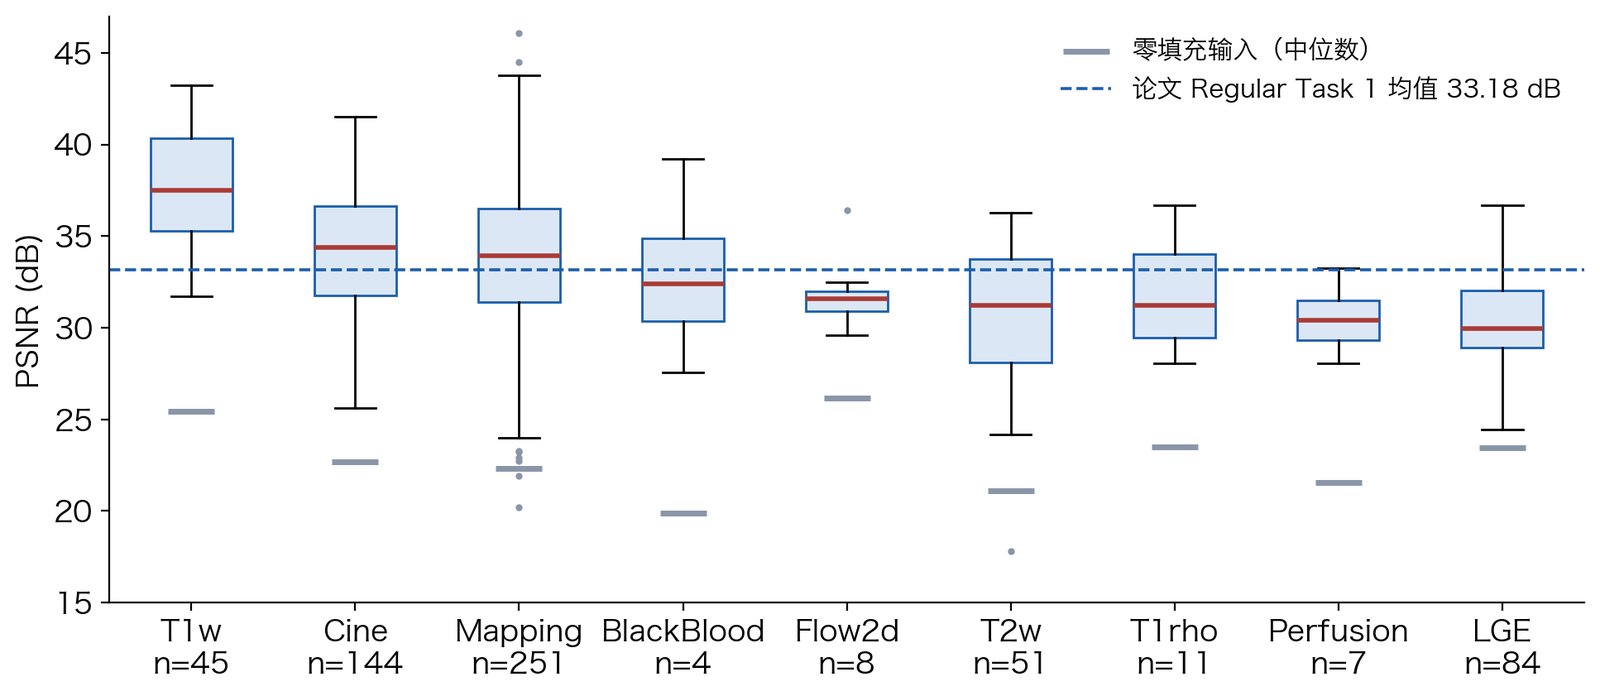 零填充输入（中位数）
论文 Regular Task 1 均值 33.18 dB
PSNR (dB)
45
40
35
30
25
20
15
T1w
n=45
Cine
n=144
Mapping
n=251
BlackBlood
n=4
Flow2d
n=8
T2w
n=51
T1rho
n=11
Perfusion
n=7
LGE
n=84